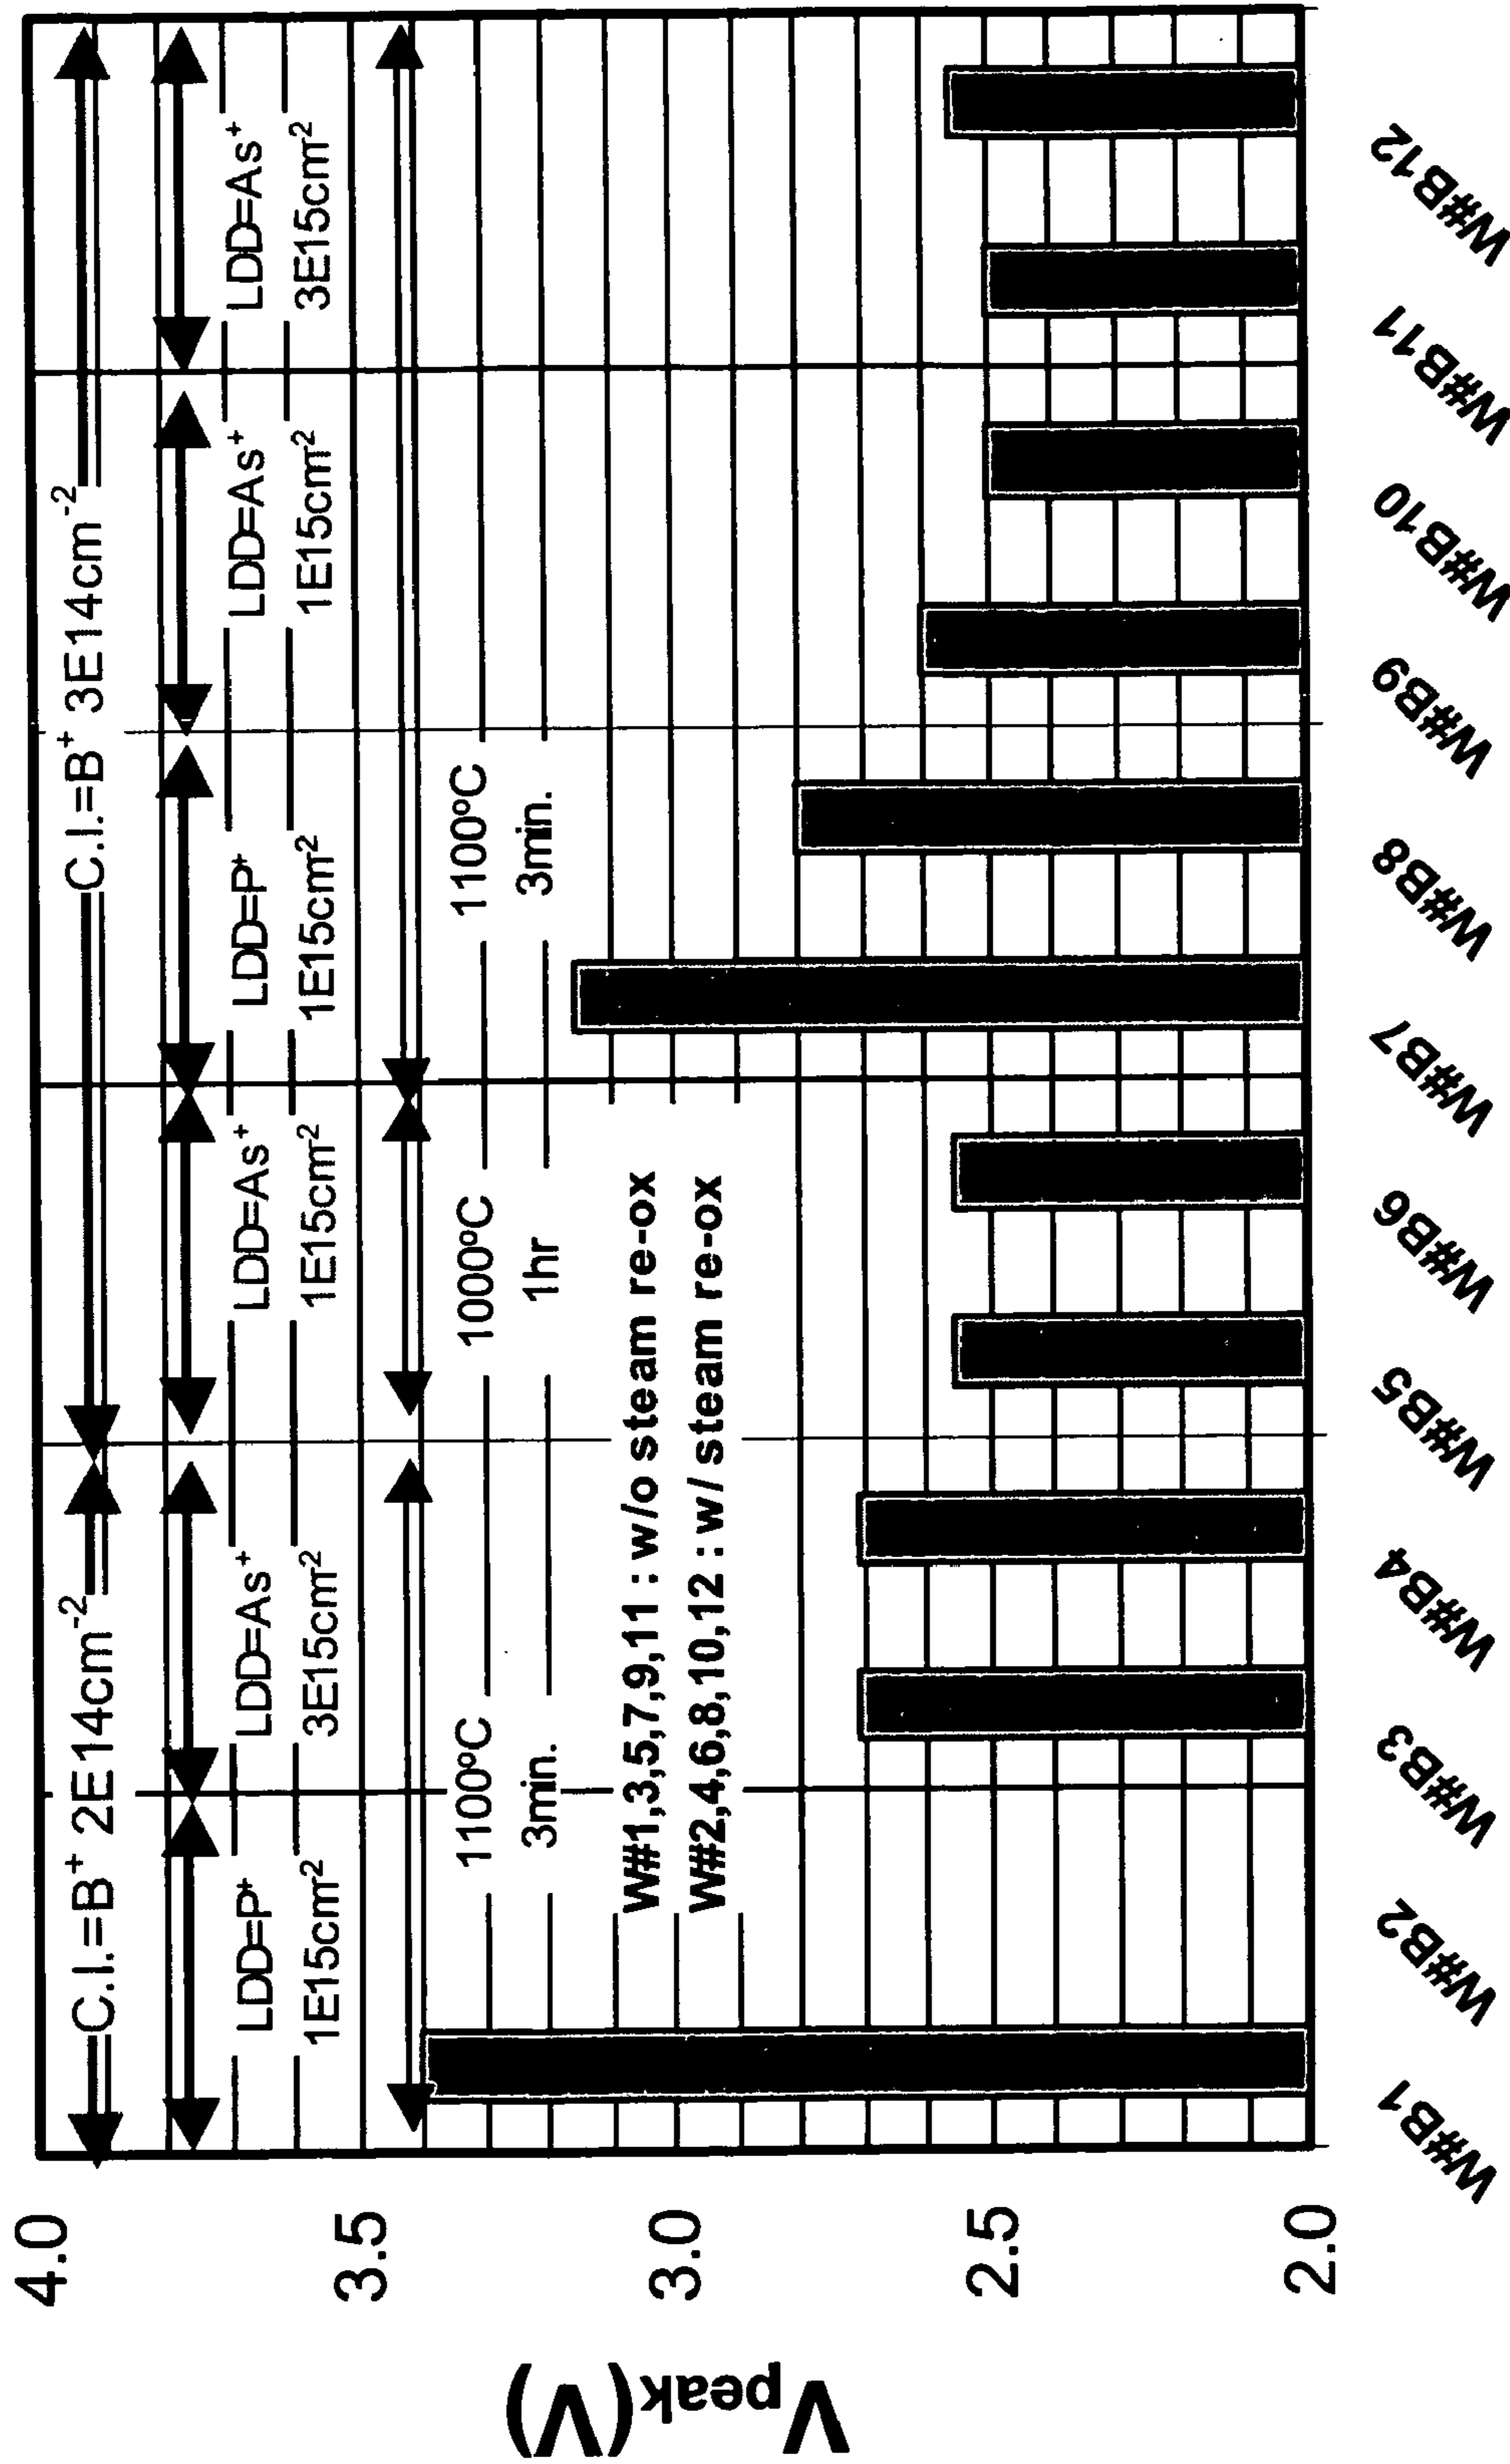 C.I.=B+ 2E14cm-2
C.I.=B+ 3E14cm-2
LDD=P+
1E15cm2
LDD=As+
3E15cm2
LDD=As+
1E15cm2
LDD=P+
1E15cm2
LDD=As+
1E15cm2
LDD=As+
3E15cm2
1100ºC
3min.
1000ºC
1hr
1100ºC
3min.
W#1,3,5,7,9,11 : w/o steam re-ox
W#2,4,6,8,10,12 : w/ steam re-ox
Vpeak(V)
4.0
3.5
3.0
2.5
2.0
W#B1
W#B2
W#B3
W#B4
W#B5
W#B6
W#B7
W#B8
W#B9
W#B10
W#B11
W#B12